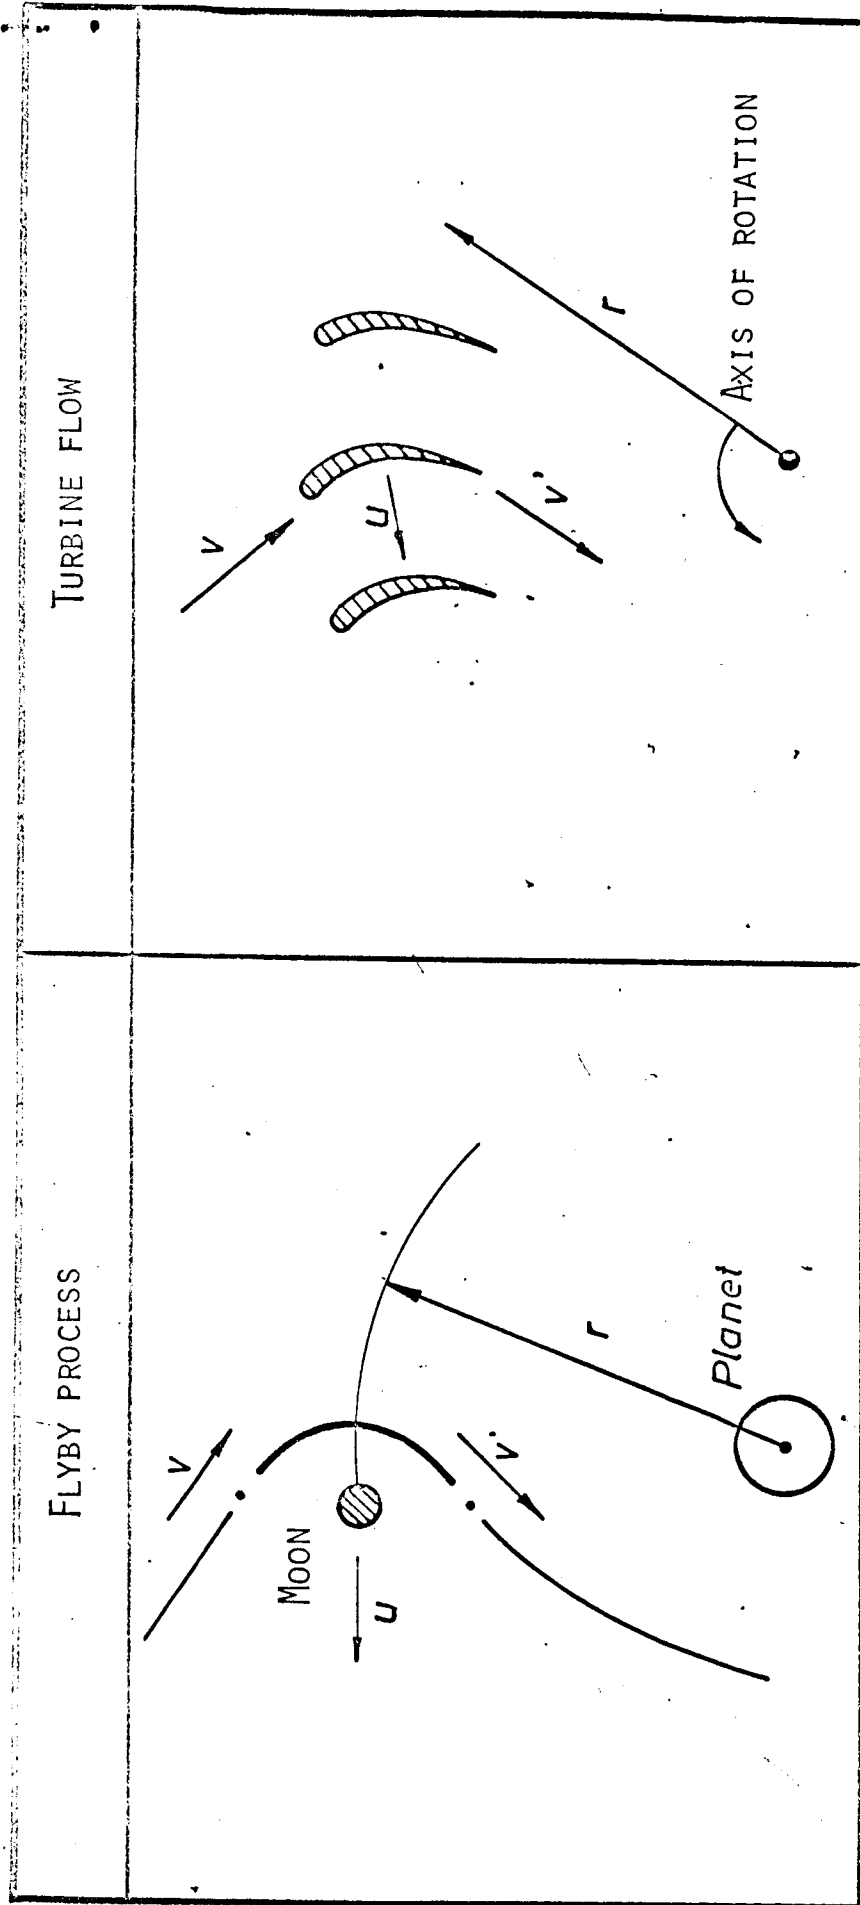 FLYBY PROCESS
TURBINE FLOW
v
MOON
u
v'
r
Planet
v
u
v'
r
AXIS OF ROTATION